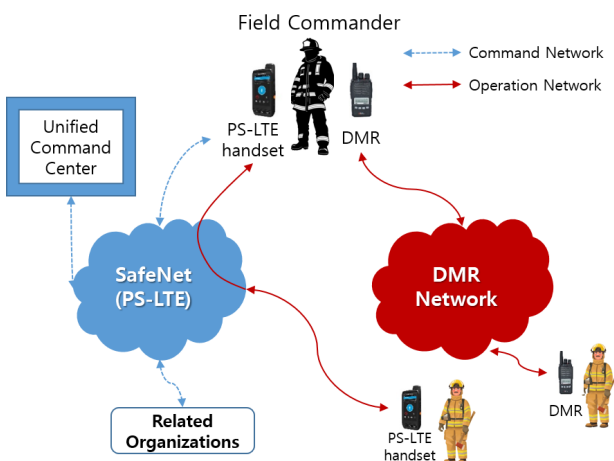 Field Commander
Command Network
Operation Network
PS-LTE
handset
DMR
Unified
Command
Center
SafeNet
(PS-LTE)
DMR
Network
Related
Organizations
PS-LTE
handset
DMR